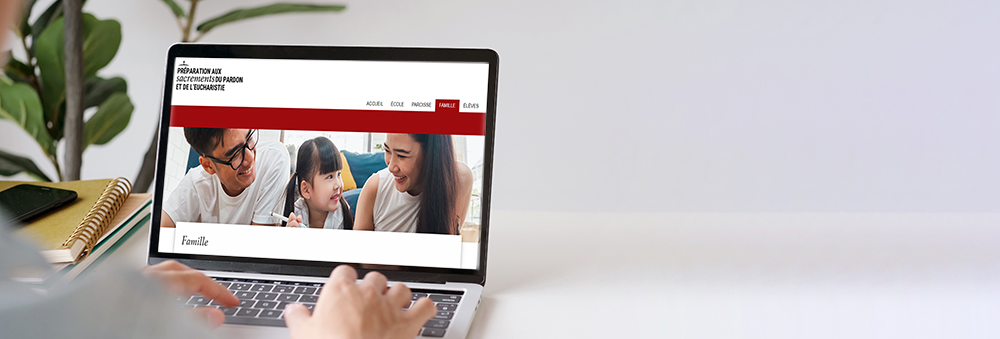 PRÉPARATION AUX
sacrements DU PARDON
ET DE L'EUCHARISTIE
ACCUEIL ÉCOLE PAROISSE FAMILLE ÉLÈVES
Famille